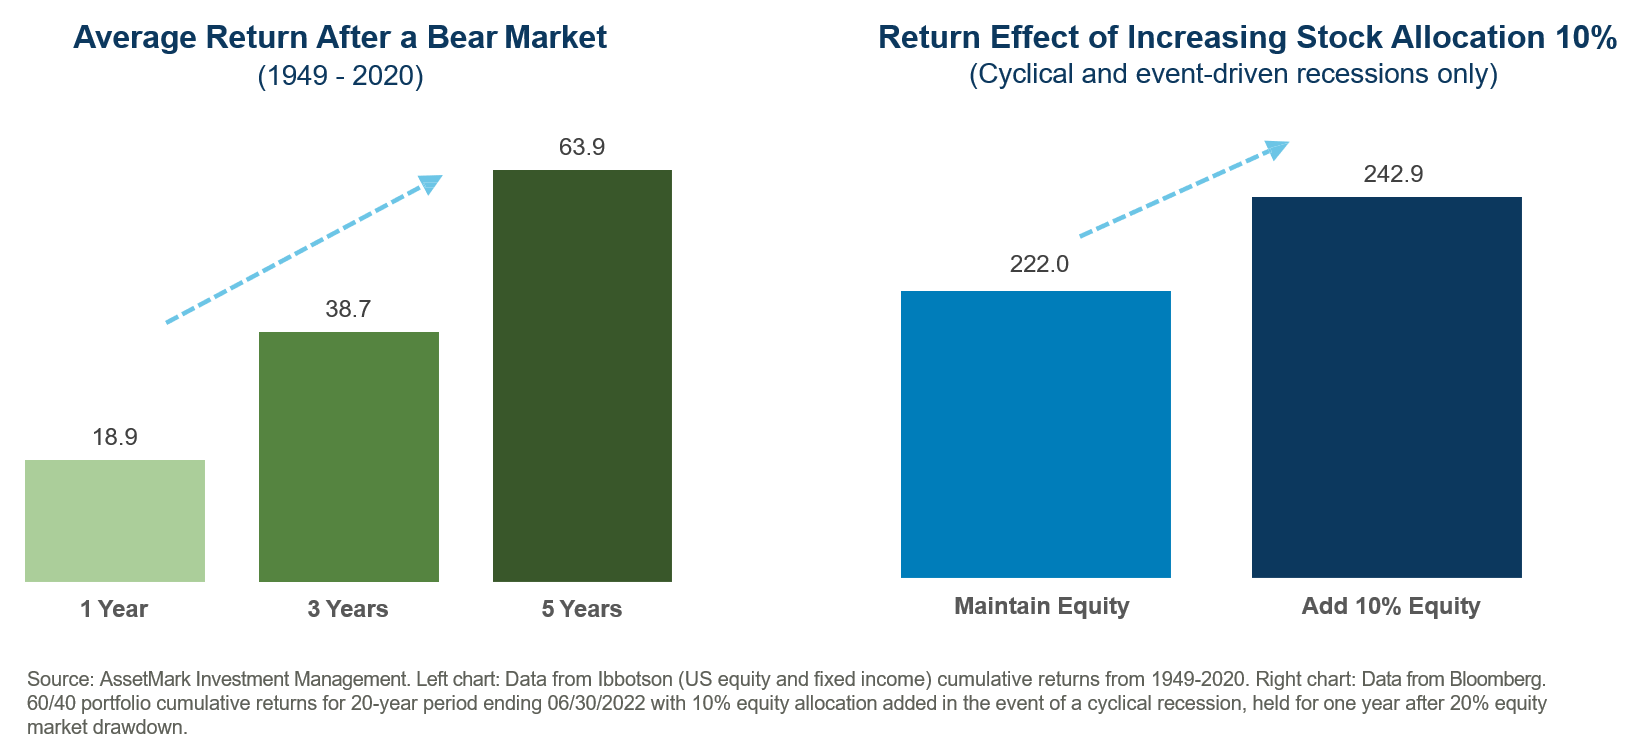 Average Return After a Bear Market
(1949 - 2020)
63.9
38.7
18.9
1 Year
3 Years
5 Years
Return Effect of Increasing Stock Allocation 10%
(Cyclical and event-driven recessions only)
242.9
222.0
Maintain Equity
Add 10% Equity
Source: AssetMark Investment Management. Left chart: Data from Ibbotson (US equity and fixed income) cumulative returns from 1949-2020. Right chart: Data from Bloomberg.
60/40 portfolio cumulative returns for 20-year period ending 06/30/2022 with 10% equity allocation added in the event of a cyclical recession, held for one year after 20% equity
market drawdown.